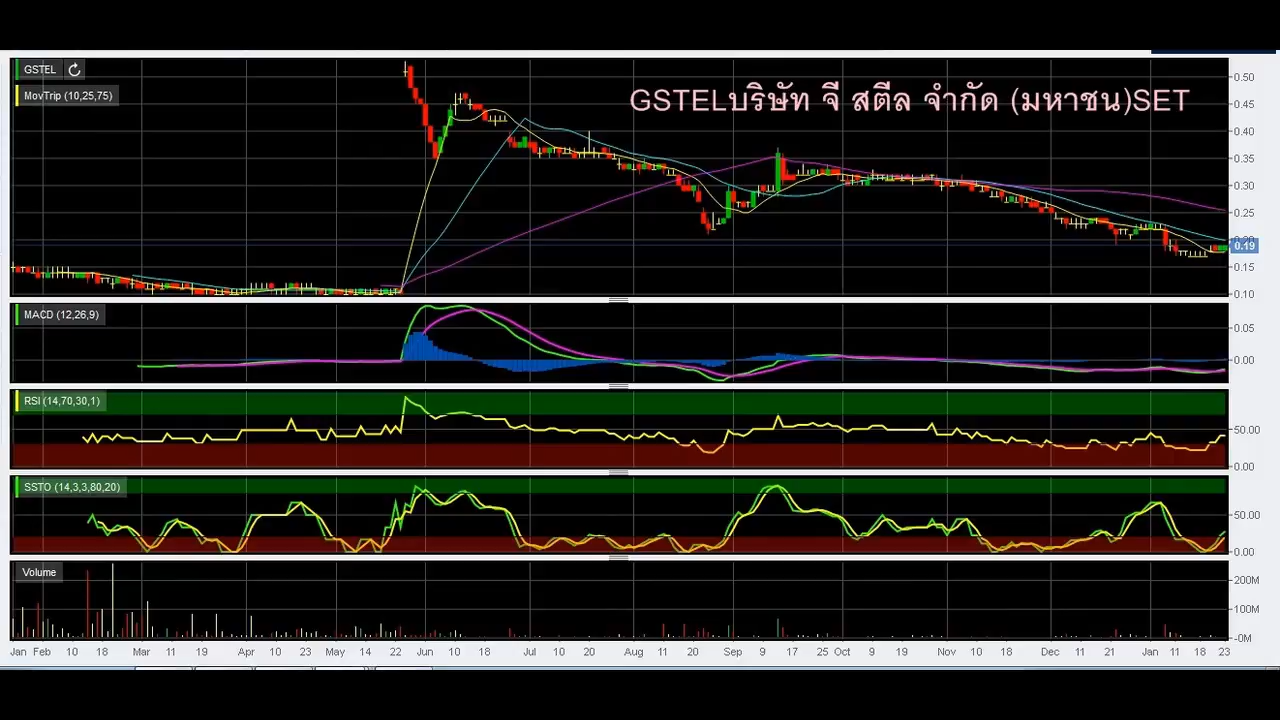 GSTEL
0.50
MovTrip (10,25,75)
GSTELบริษัท จี สตีล จำกัด (มหาชน)SET
0.45
0.40
0.35
0.30
0.25
0.19
0.15
0.10
MACD (12,26,9)
0.05
0.00
RSI (14,70,30,1)
50.00
0.00
SSTO (14,3,3,80,20)
50.00
0.00
Volume
200M
100M
-0M
Jan Feb 10 18 Mar 11 19 Apr 10 23 May 14 22 Jun 10 18 Jul 10 20 Aug 11 20 Sep 9 17 25 Oct 9 19 Nov 10 18 Dec 11 21 Jan 11 18 23